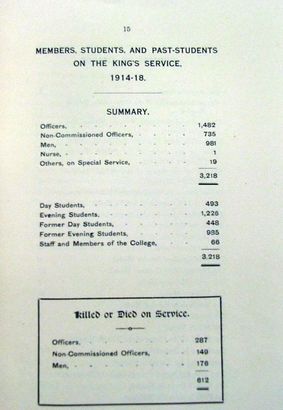 15
MEMBERS, STUDENTS, AND PAST-STUDENTS
ON THE KING'S SERVICE,
1914-18.
SUMMARY.
Officers, 1,482
Non-Commissioned Officers, 735
Men, 981
Nurse, 1
Others, on Special Service, 19
3,218
Day Students, 493
Evening Students, 1,226
Former Day Students, 448
Former Evening Students, 985
Staff and Members of the College, 66
3,218
Killed or Died on Service.
Officers, 287
Non-Commissioned Officers, 149
Men, 176
612